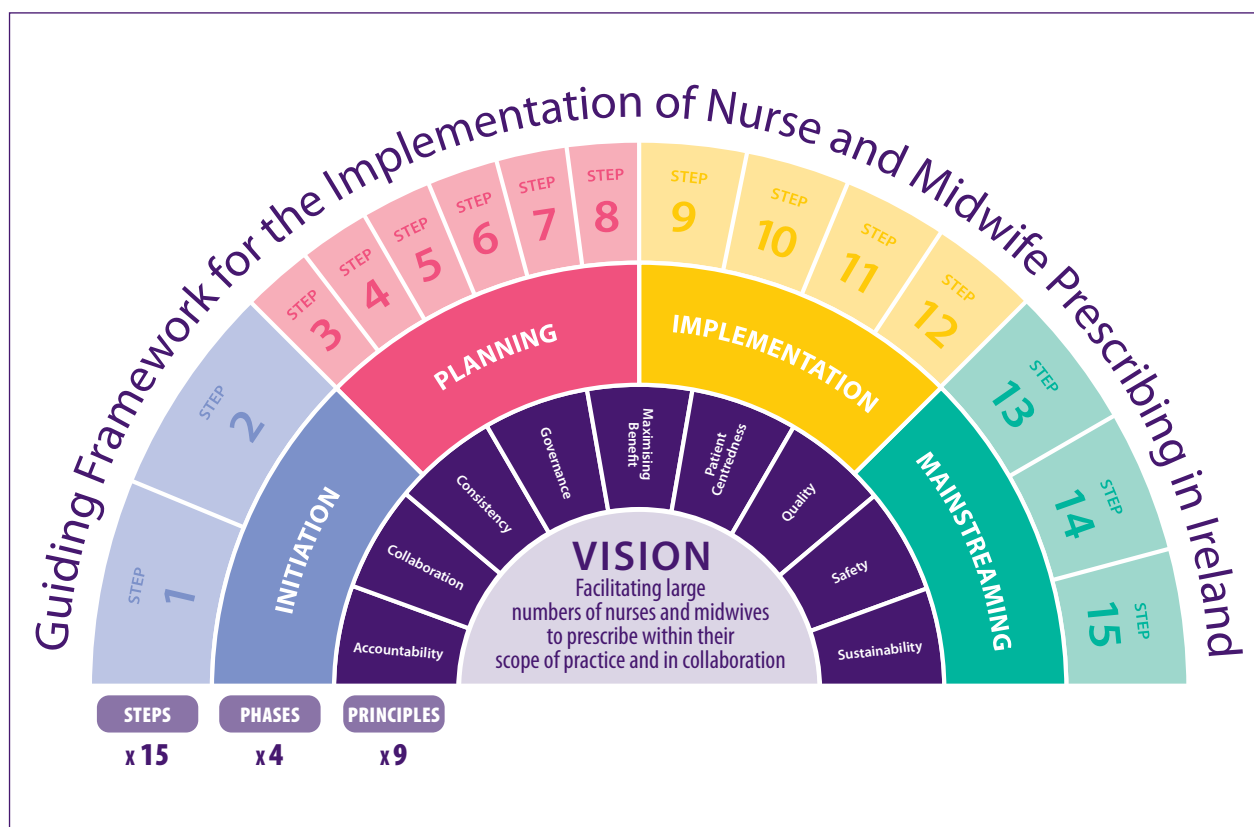 Guiding Framework for the Implementation of Nurse and Midwife Prescribing in Ireland
STEP
1
STEP
2
STEP
3
STEP
4
STEP
5
STEP
6
STEP
7
STEP
8
STEP
9
STEP
10
STEP
11
STEP
12
STEP
13
STEP
14
STEP
15
INITIATION
PLANNING
IMPLEMENTATION
MAINSTREAMING
Accountability
Collaboration
Consistency
Governance
Maximising
Benefit
Patient
Centredness
Quality
Safety
Sustainability
VISION
Facilitating large
numbers of nurses and midwives
to prescribe within their
scope of practice and in collaboration
STEPS
x 15
PHASES
x 4
PRINCIPLES
x 9